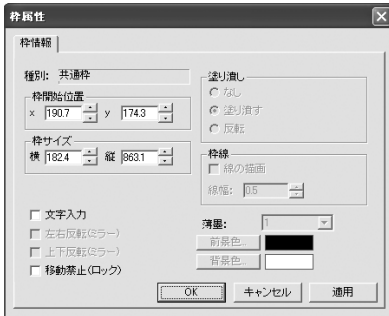 枠属性
枠情報
種別: 共通枠
枠開始位置
x 190.7 y 174.3
枠サイズ
横 182.4 縦 863.1
文字入力
左右反転(ミラー)
上下反転(ミラー)
移動禁止(ロック)
塗り潰し
なし
塗り潰す
反転
枠線
線の描画
線幅: 0.5
薄墨: 1
前景色...
背景色...
OK キャンセル 適用